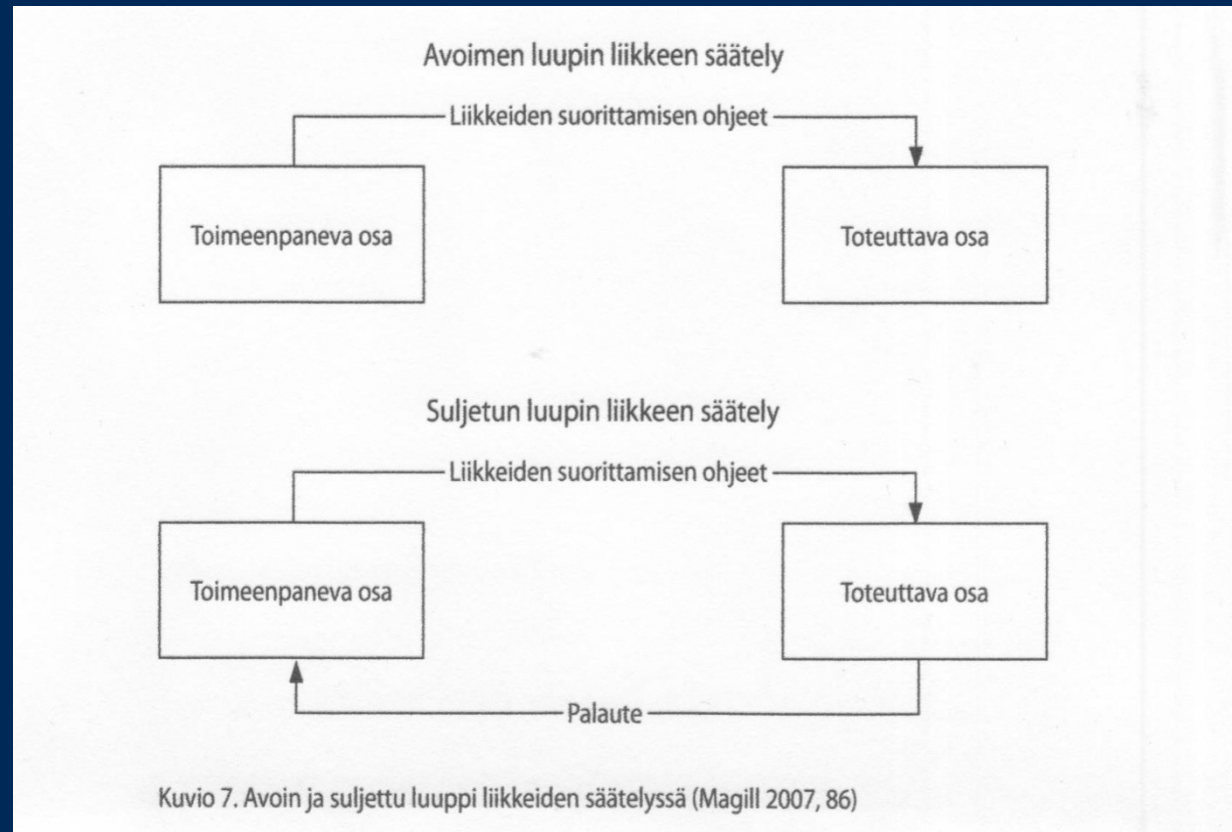 Avoimen luupin liikkeen säätely
Liikkeiden suorittamisen ohjeet
Toimeenpaneva osa
Toteuttava osa
Suljetun luupin liikkeen säätely
Liikkeiden suorittamisen ohjeet
Toimeenpaneva osa
Toteuttava osa
Palaute
Kuvio 7. Avoin ja suljettu luuppi liikkeiden säätelyssä (Magill 2007, 86)